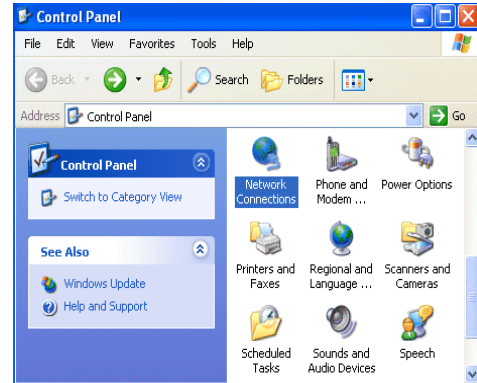 Control Panel
File Edit View Favorites Tools Help
Back Search Folders
Address Control Panel Go
Control Panel
Switch to Category View
See Also
Windows Update
Help and Support
Network
Connections
Phone and
Modem ...
Power Options
Printers and
Faxes
Regional and
Language ...
Scanners and
Cameras
Scheduled
Tasks
Sounds and
Audio Devices
Speech